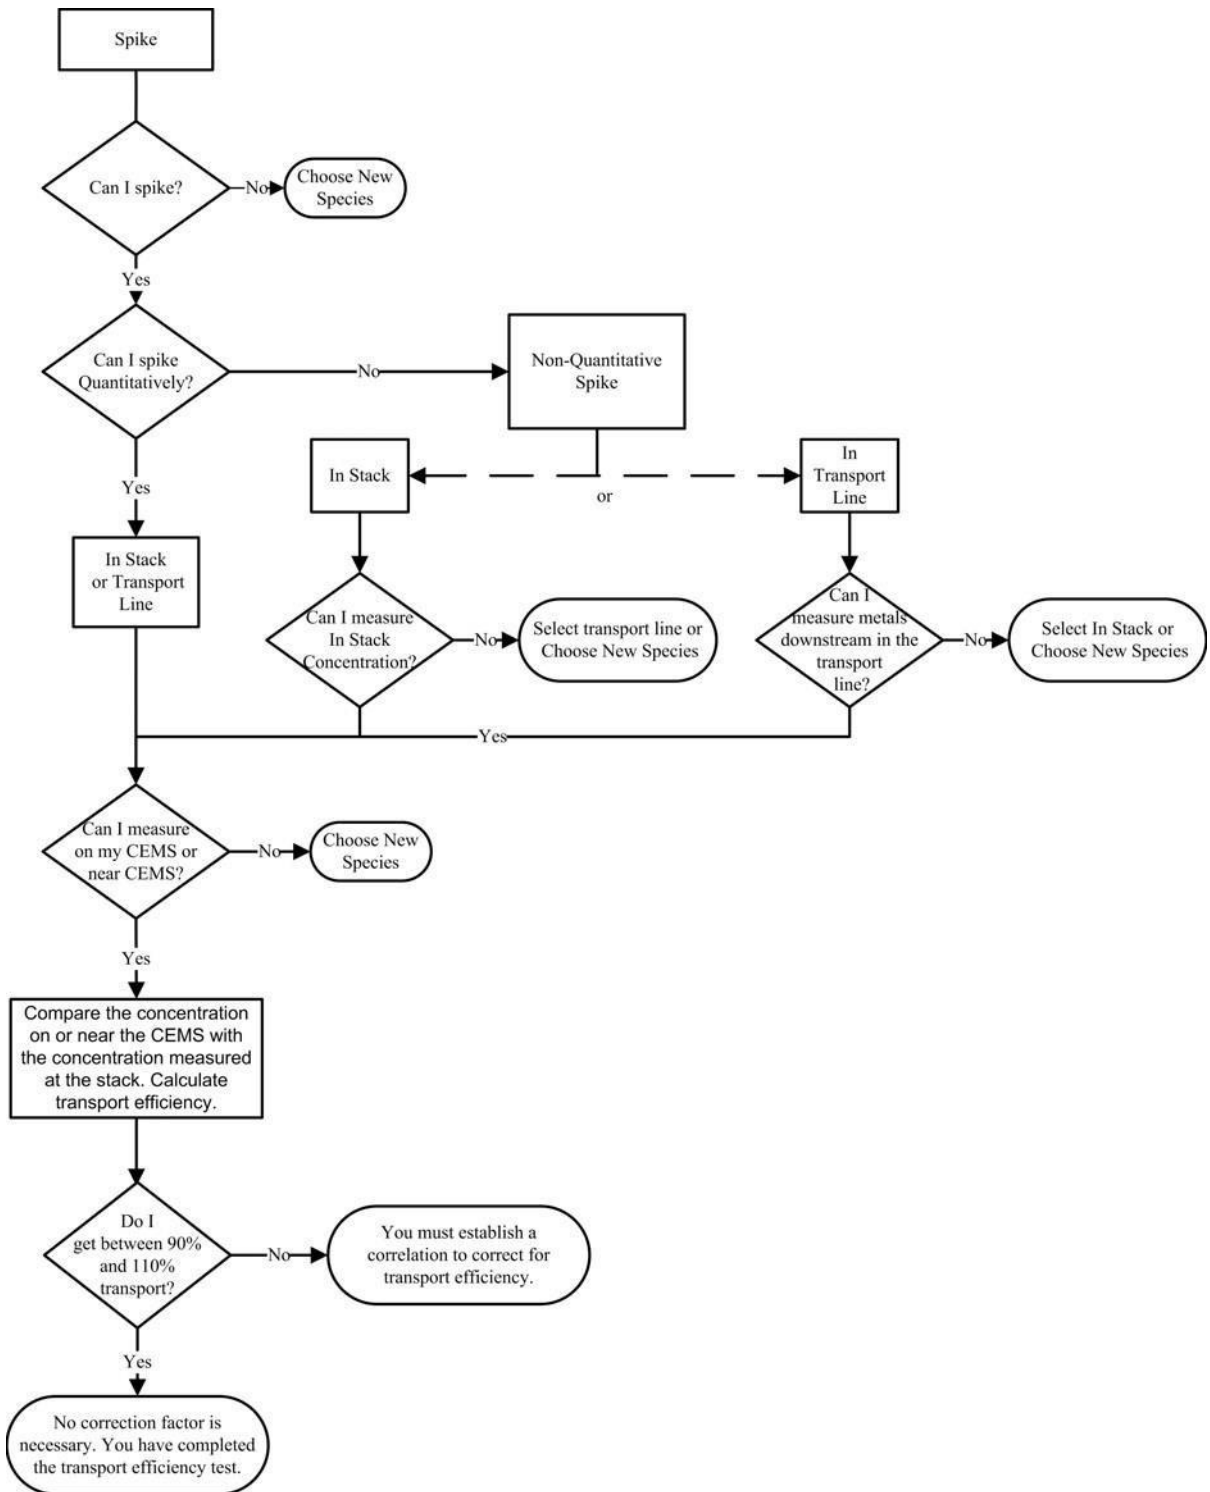 Spike
Can I spike?
No
Choose New
Species
Yes
Can I spike
Quantitatively?
No
Non-Quantitative
Spike
Yes
In Stack
or
In
Transport
Line
In Stack
or Transport
Line
Can I measure
In Stack
Concentration?
No
Select transport line or
Choose New Species
Can I
measure metals
downstream in the
transport
line?
No
Select In Stack or
Choose New Species
Yes
Can I measure
on my CEMS or
near CEMS?
No
Choose New
Species
Yes
Compare the concentration
on or near the CEMS with
the concentration measured
at the stack. Calculate
transport efficiency.
Do I
get between 90%
and 110%
transport?
No
You must establish a
correlation to correct for
transport efficiency.
Yes
No correction factor is
necessary. You have completed
the transport efficiency test.